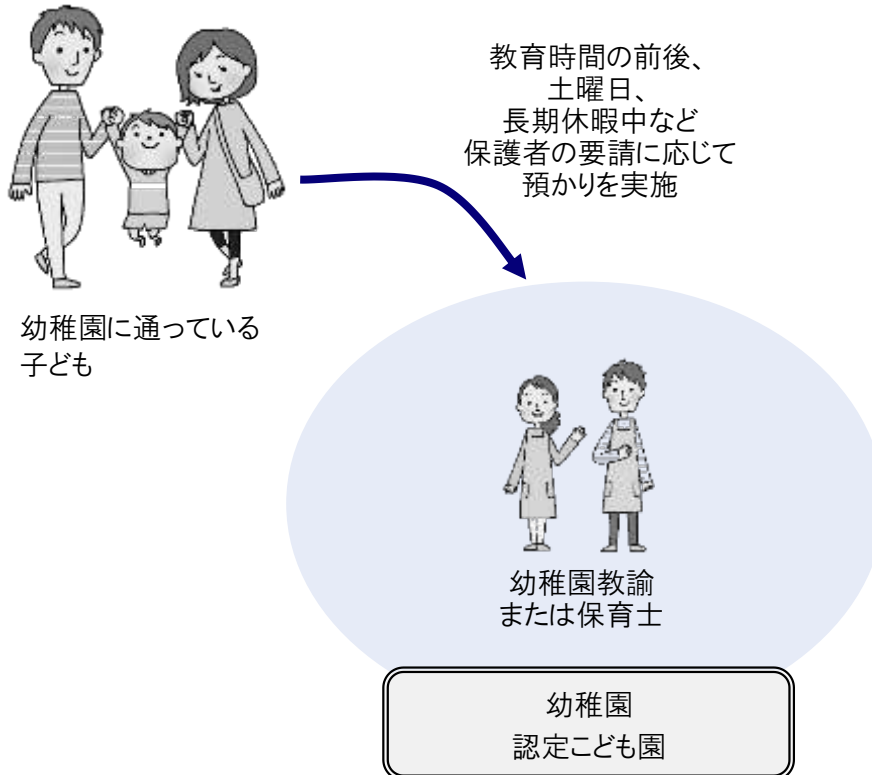 教育時間の前後、
土曜日、
長期休暇中など
保護者の要請に応じて
預かりを実施
幼稚園に通っている
子ども
幼稚園教諭
または保育士
幼稚園
認定こども園